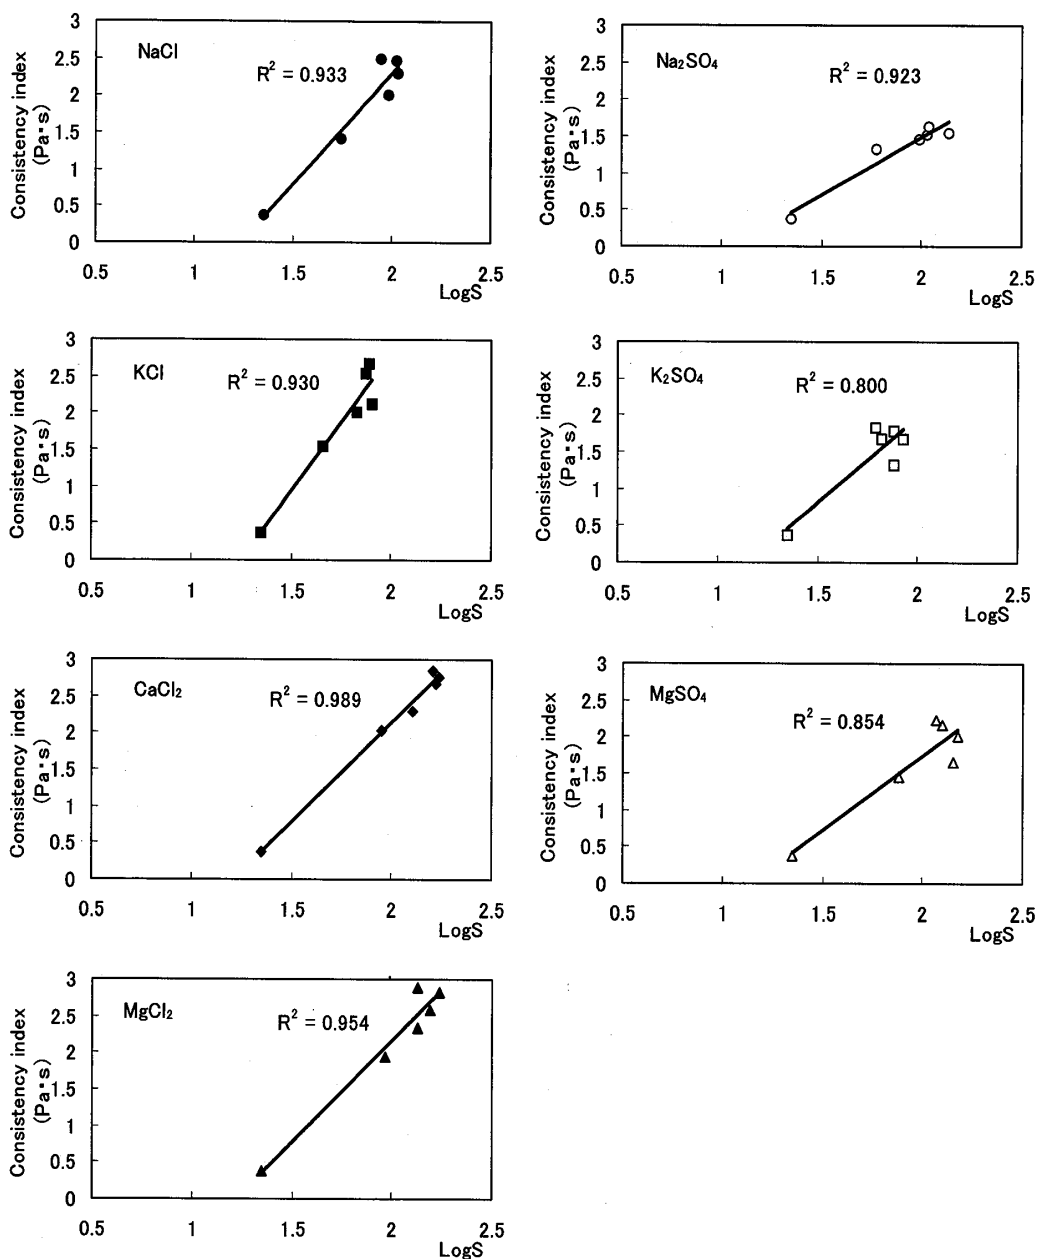 Consistency index
(Pa・s)
3
2.5
2
1.5
1
0.5
0
NaCl
R² = 0.933
0.5
1
1.5
2
2.5
LogS
Consistency index
(Pa・s)
3
2.5
2
1.5
1
0.5
0
Na₂SO₄
R² = 0.923
0.5
1
1.5
2
2.5
LogS
Consistency index
(Pa・s)
3
2.5
2
1.5
1
0.5
0
KCl
R² = 0.930
0.5
1
1.5
2
2.5
LogS
Consistency index
(Pa・s)
3
2.5
2
1.5
1
0.5
0
K₂SO₄
R² = 0.800
0.5
1
1.5
2
2.5
LogS
Consistency index
(Pa・s)
3
2.5
2
1.5
1
0.5
0
CaCl₂
R² = 0.989
0.5
1
1.5
2
2.5
LogS
Consistency index
(Pa・s)
3
2.5
2
1.5
1
0.5
0
MgSO₄
R² = 0.854
0.5
1
1.5
2
2.5
LogS
Consistency index
(Pa・s)
3
2.5
2
1.5
1
0.5
0
MgCl₂
R² = 0.954
0.5
1
1.5
2
2.5
LogS